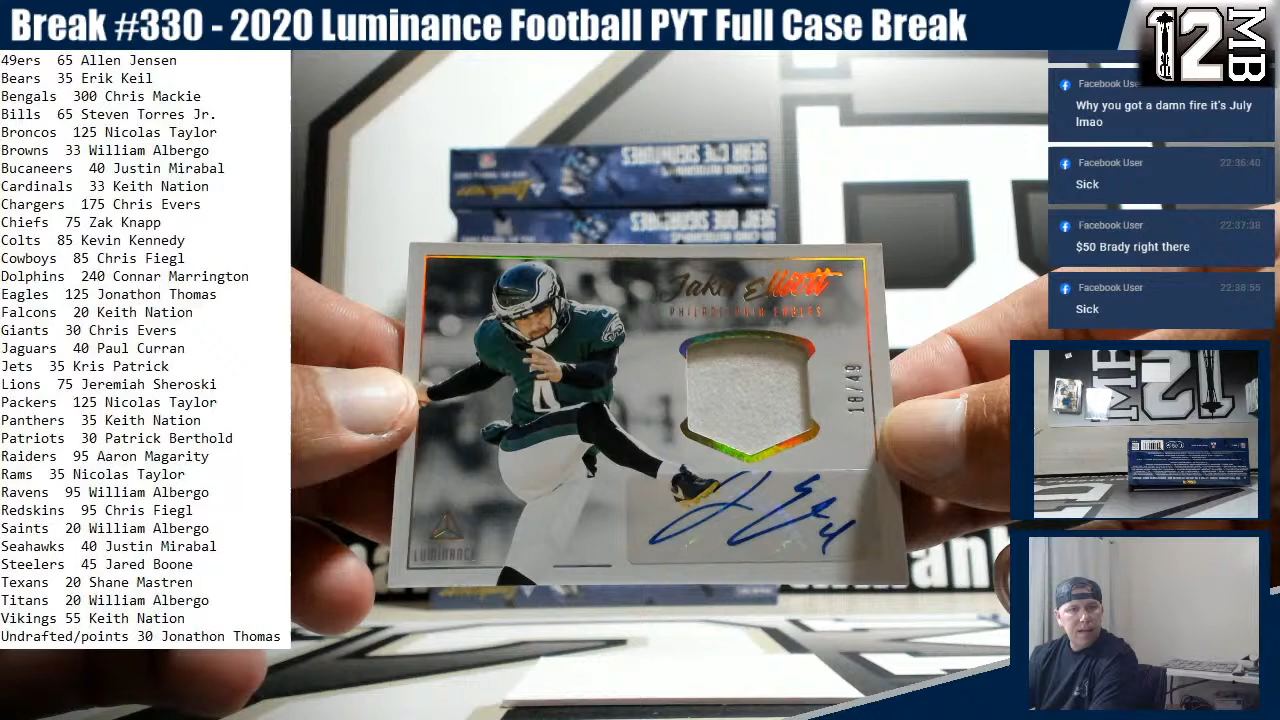 Break #330 - 2020 Luminance Football PYT Full Case Break
12
MB
49ers 65 Allen Jensen
Bears 35 Erik Keil
Bengals 300 Chris Mackie
Bills 65 Steven Torres Jr.
Broncos 125 Nicolas Taylor
Browns 33 William Albergo
Bucaneers 40 Justin Mirabal
Cardinals 33 Keith Nation
Chargers 175 Chris Evers
Chiefs 75 Zak Knapp
Colts 85 Kevin Kennedy
Cowboys 85 Chris Fiegl
Dolphins 240 Connar Marrington
Eagles 125 Jonathon Thomas
Falcons 20 Keith Nation
Giants 30 Chris Evers
Jaguars 40 Paul Curran
Jets 35 Kris Patrick
Lions 75 Jeremiah Sheroski
Packers 125 Nicolas Taylor
Panthers 35 Keith Nation
Patriots 30 Patrick Berthold
Raiders 95 Aaron Magarity
Rams 35 Nicolas Taylor
Ravens 95 William Albergo
Redskins 95 Chris Fiegl
Saints 20 William Albergo
Seahawks 40 Justin Mirabal
Steelers 45 Jared Boone
Texans 20 Shane Mastren
Titans 20 William Albergo
Vikings 55 Keith Nation
Undrafted/points 30 Jonathon Thomas
Jake Elliott
PHILADELPHIA EAGLES
18/49
4
LUMINANCE
Facebook Use
Why you got a damn fire it's July
lmao
Facebook User 22:36:40
Sick
Facebook User 22:37:38
$50 Brady right there
Facebook User 22:38:55
Sick